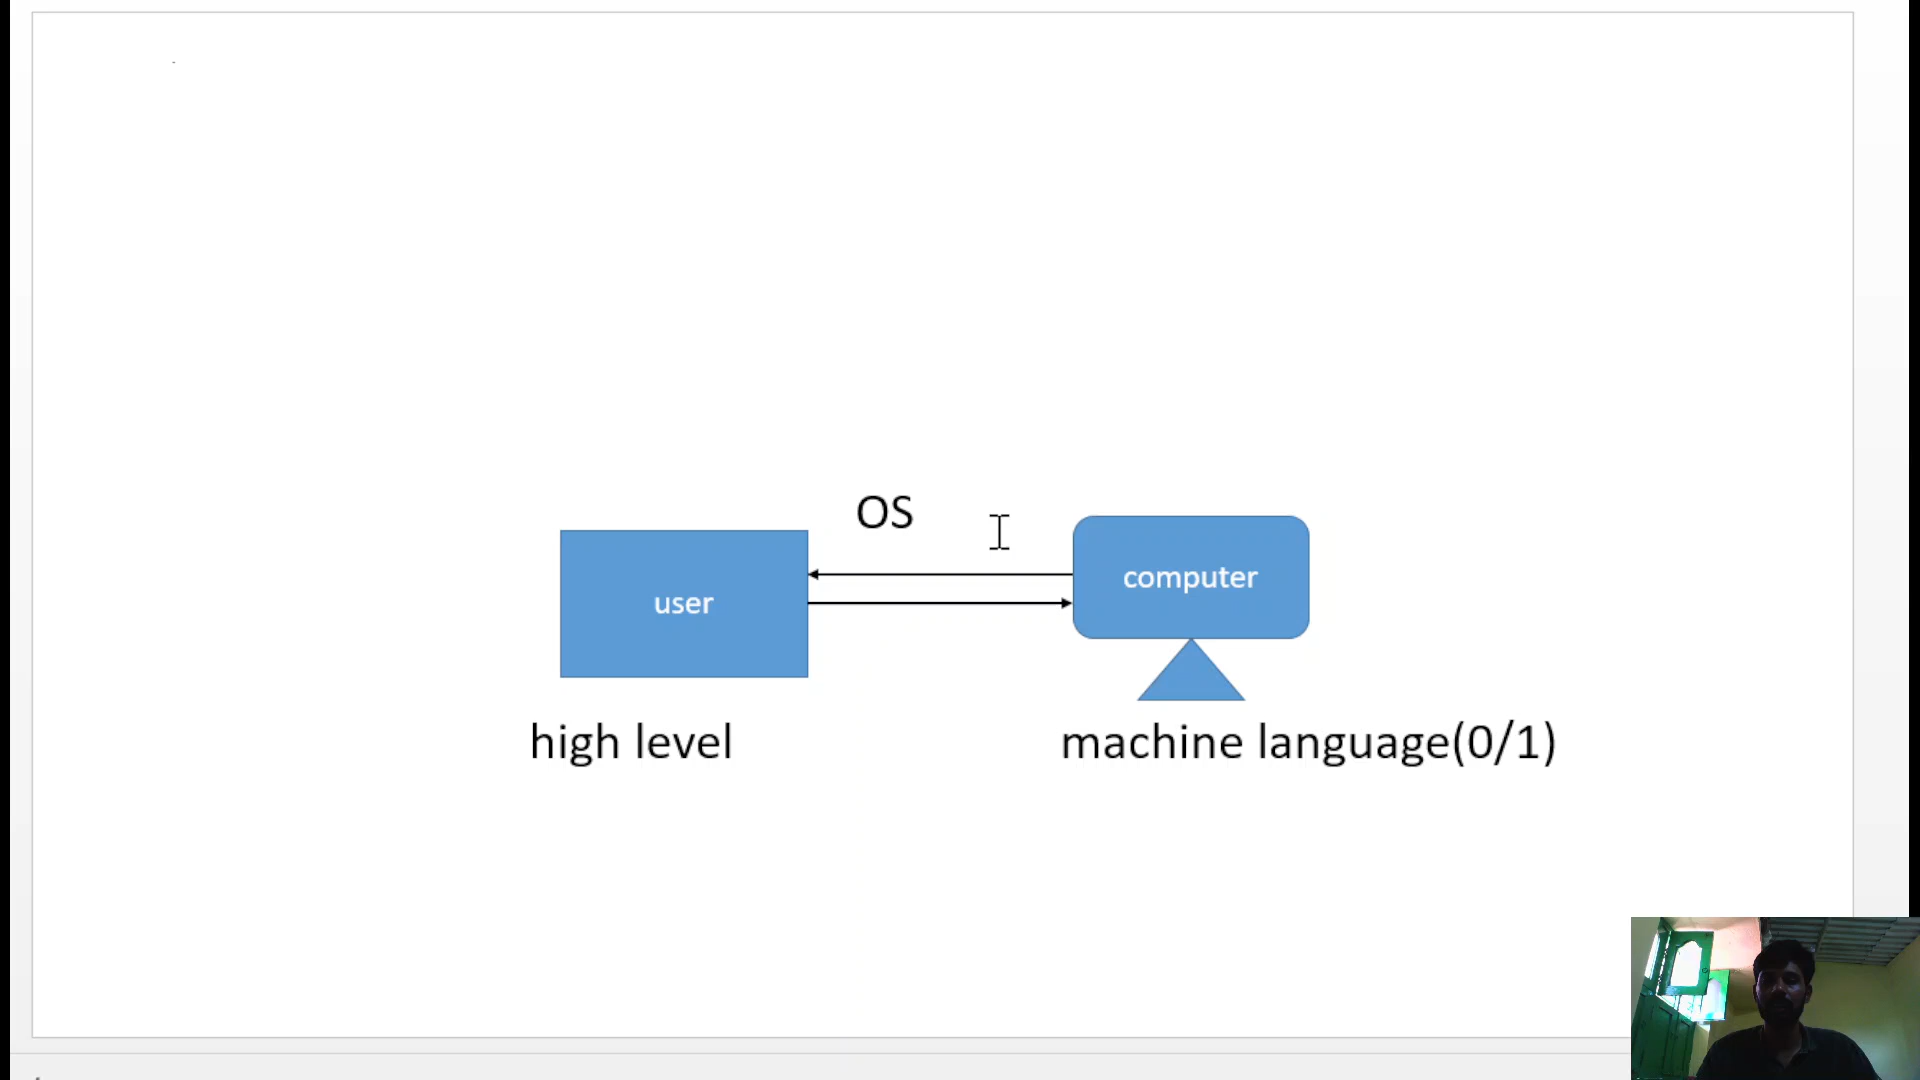 OS
user
computer
high level
machine language(0/1)